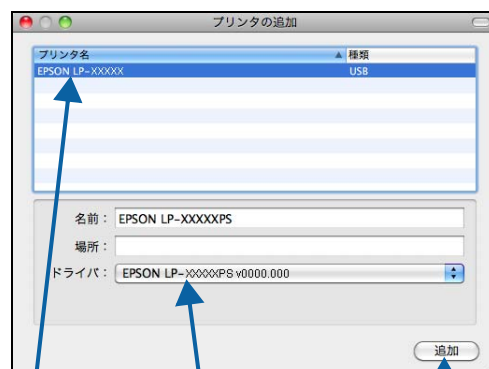 プリンタの追加
プリンタ名 種類
EPSON LP-XXXXX USB
名前： EPSON LP-XXXXXPS
場所：
ドライバ： EPSON LP-XXXXXPS v0000.000
追加